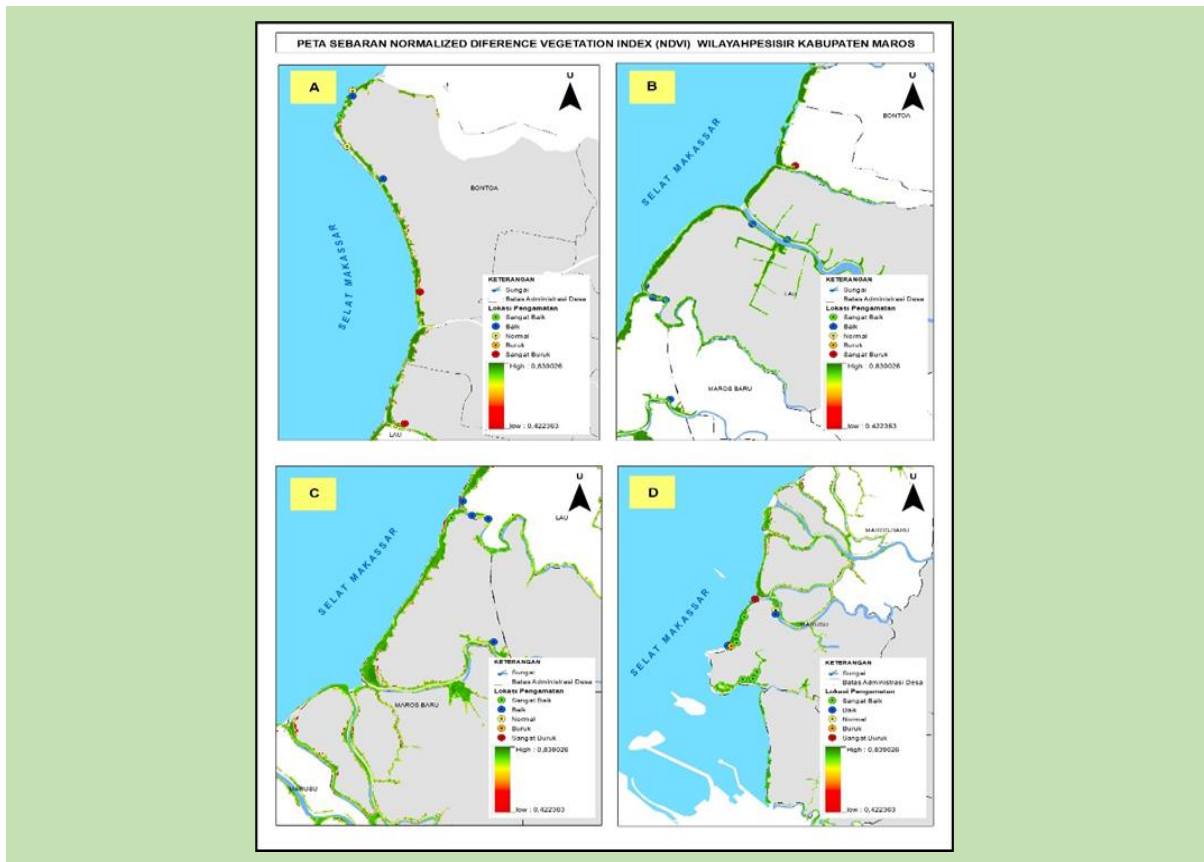 PETA SEBARAN NORMALIZED DIFERENCE VEGETATION INDEX (NDVI) WILAYAHPESISIR KABUPATEN MAROS
A
U
BONTOA
SELAT MAKASSAR
LAU
KETERANGAN
Sungai
Batas Administrasi Desa
Lokasi Pengamatan
Sangat Baik
Baik
Normal
Buruk
Sangat Buruk
High : 0,839026
low : 0,422363
B
U
BONTOA
SELAT MAKASSAR
LAU
MAROS BARU
KETERANGAN
Sungai
Batas Administrasi Desa
Lokasi Pengamatan
Sangat Baik
Baik
Normal
Buruk
Sangat Buruk
High : 0,839026
low : 0,422363
C
U
LAU
SELAT MAKASSAR
MAROS BARU
MARUSU
KETERANGAN
Sungai
Batas Administrasi Desa
Lokasi Pengamatan
Sangat Baik
Baik
Normal
Buruk
Sangat Buruk
High : 0,839026
low : 0,422363
D
U
MAROS BARU
SELAT MAKASSAR
MARUSU
KETERANGAN
Sungai
Batas Administrasi Desa
Lokasi Pengamatan
Sangat Baik
Baik
Normal
Buruk
Sangat Buruk
High : 0,839026
low : 0,422363